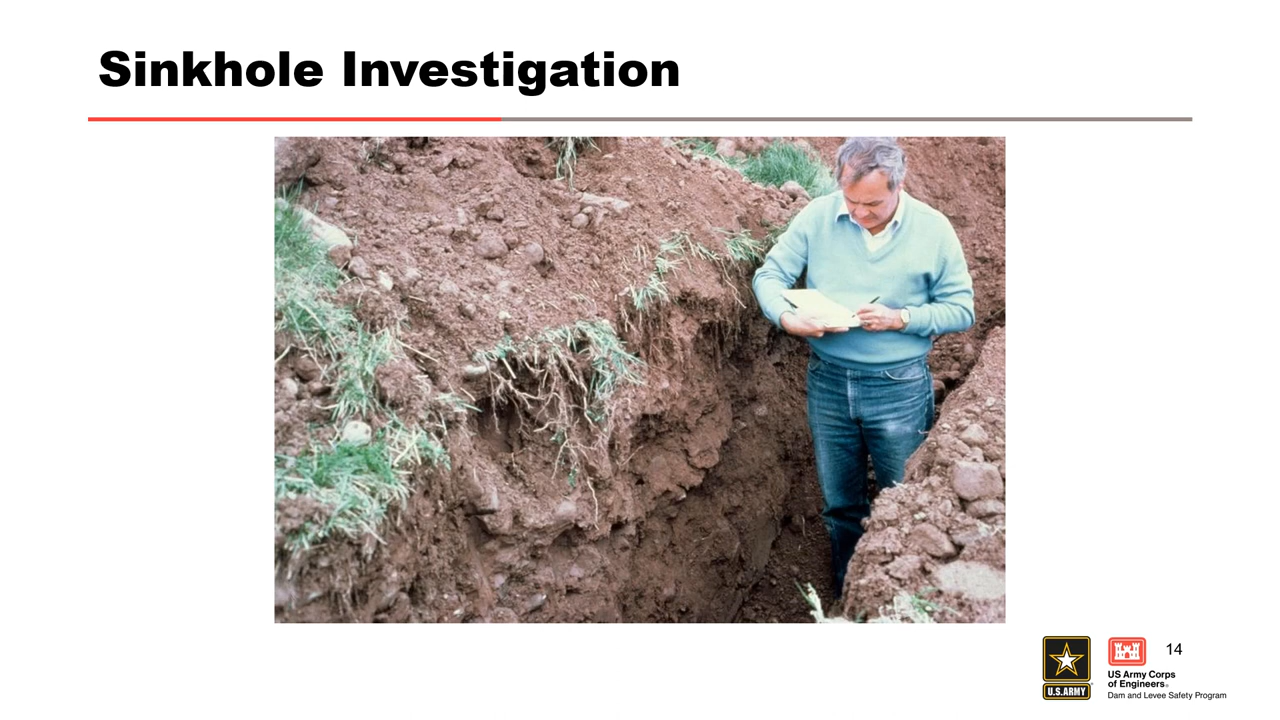 Sinkhole Investigation
14
U.S.ARMY
US Army Corps
of Engineers®
Dam and Levee Safety Program